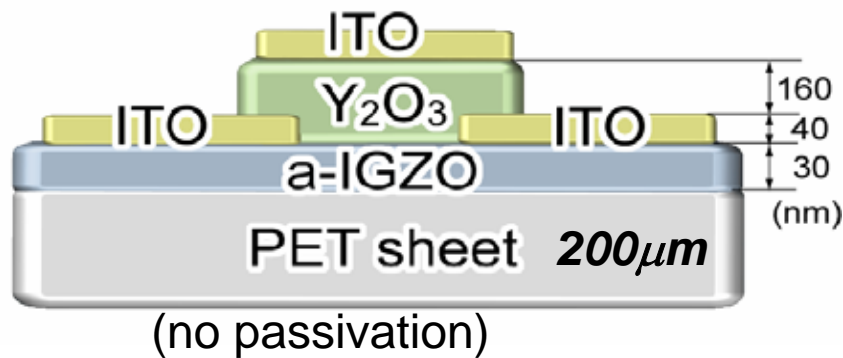 ITO
Y₂O₃
160
ITO ITO
40
a-IGZO
30
(nm)
PET sheet 200μm
(no passivation)